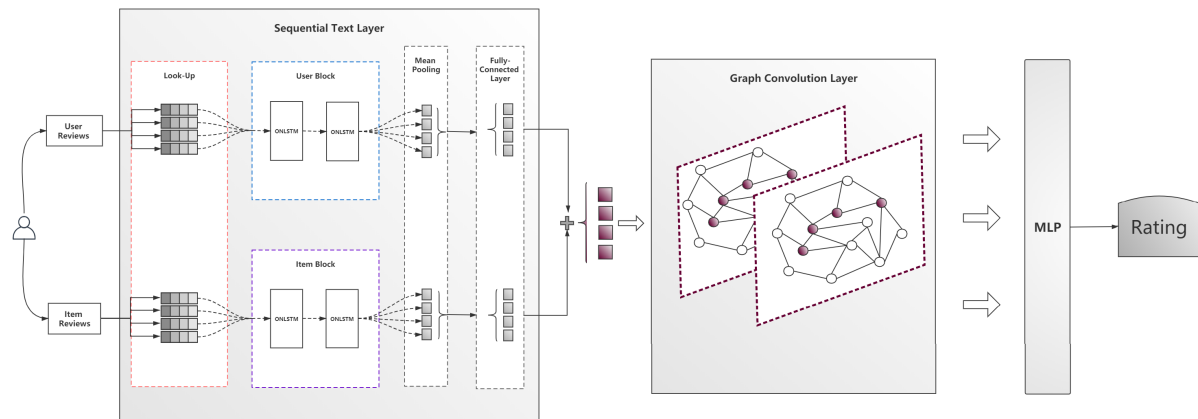 Sequential Text Layer
Look-Up
User Block
Mean
Pooling
Fully-
Connected
Layer
User
Reviews
ONLSTM
ONLSTM
Graph Convolution Layer
MLP
Rating
Item Block
Item
Reviews
ONLSTM
ONLSTM